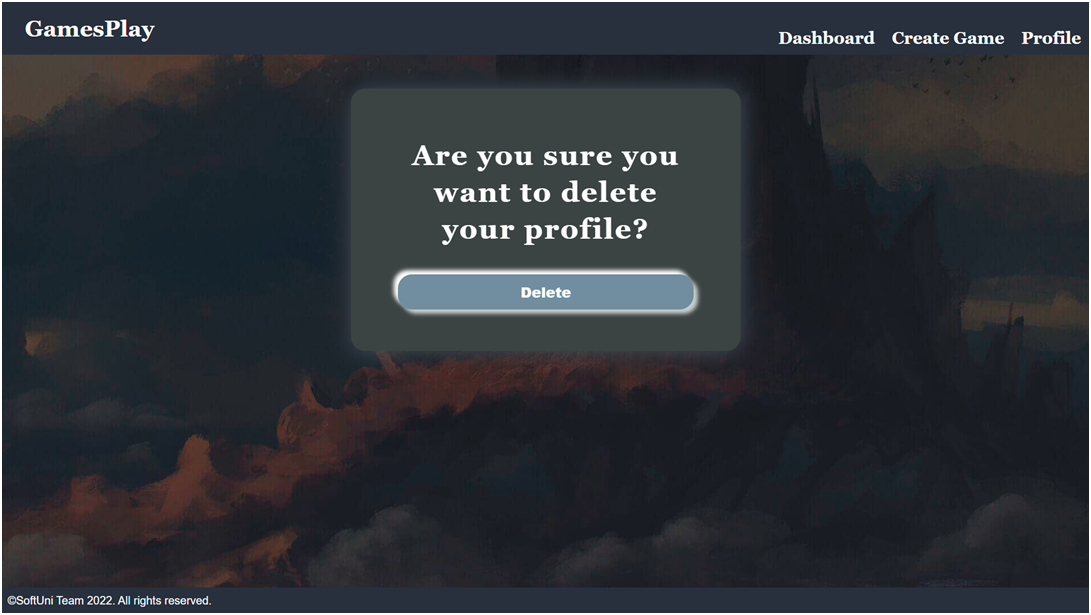 GamesPlay
Dashboard Create Game Profile
Are you sure you
want to delete
your profile?
Delete
©SoftUni Team 2022. All rights reserved.